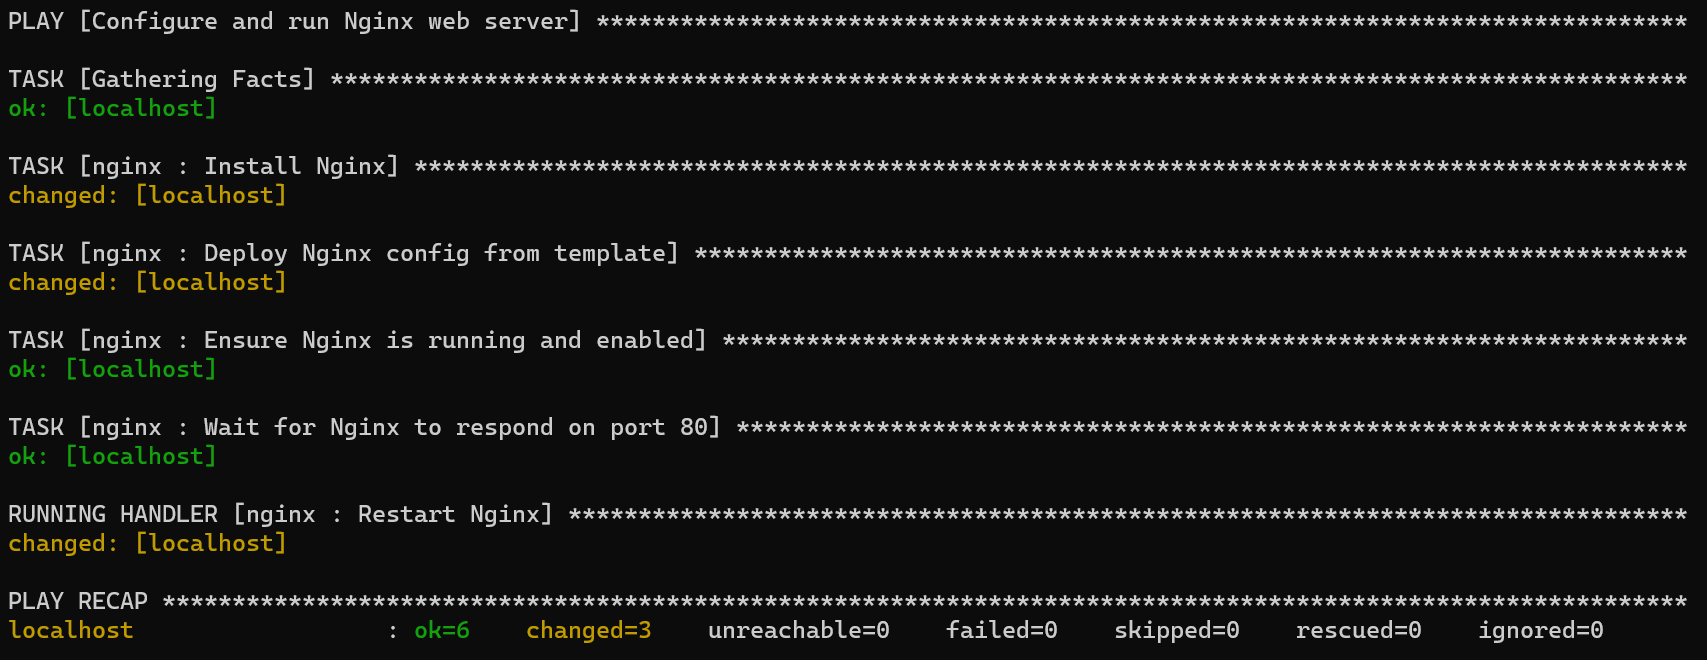 PLAY [Configure and run Nginx web server] ******************************************************************************
TASK [Gathering Facts] *************************************************************************************************
ok: [localhost]
TASK [nginx : Install Nginx] *******************************************************************************************
changed: [localhost]
TASK [nginx : Deploy Nginx config from template] ***********************************************************************
changed: [localhost]
TASK [nginx : Ensure Nginx is running and enabled] *********************************************************************
ok: [localhost]
TASK [nginx : Wait for Nginx to respond on port 80] ********************************************************************
ok: [localhost]
RUNNING HANDLER [nginx : Restart Nginx] ********************************************************************************
changed: [localhost]
PLAY RECAP *************************************************************************************************************
localhost                  : ok=6    changed=3    unreachable=0    failed=0    skipped=0    rescued=0    ignored=0